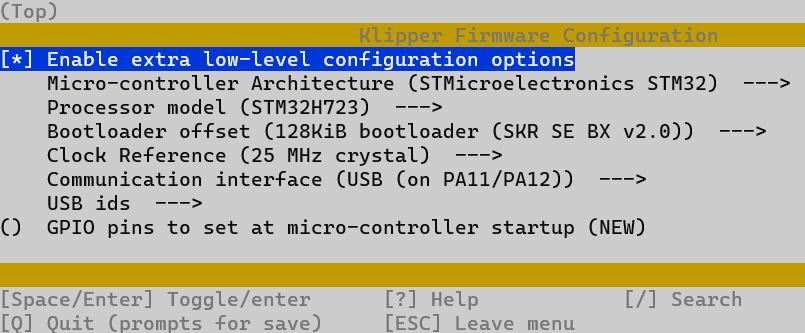 (Top)
Klipper Firmware Configuration
[*] Enable extra low-level configuration options
Micro-controller Architecture (STMicroelectronics STM32)  --->
Processor model (STM32H723)  --->
Bootloader offset (128KiB bootloader (SKR SE BX v2.0))  --->
Clock Reference (25 MHz crystal)  --->
Communication interface (USB (on PA11/PA12))  --->
USB ids  --->
()  GPIO pins to set at micro-controller startup (NEW)
[Space/Enter] Toggle/enter      [?] Help            [/] Search
[Q] Quit (prompts for save)     [ESC] Leave menu